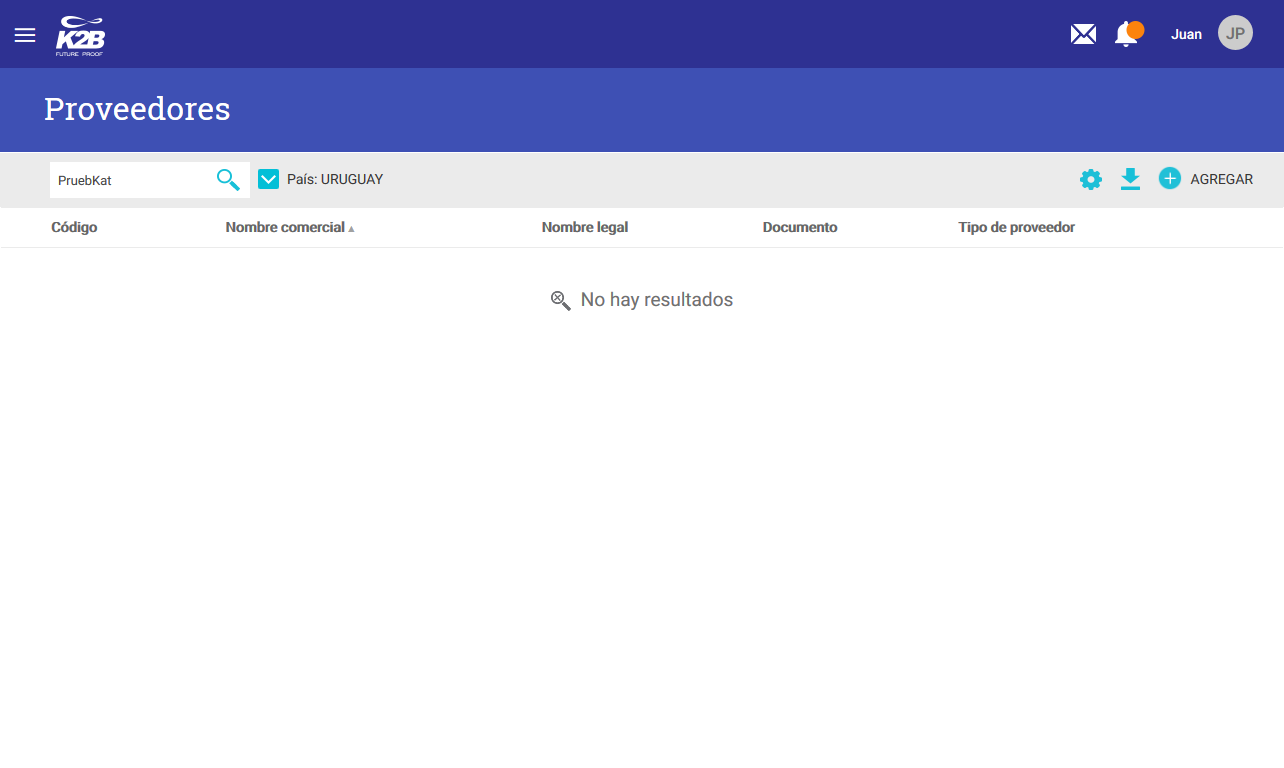 K2B
FUTURE PROOF
Juan
JP
Proveedores
PruebKat
País: URUGUAY
AGREGAR
Código
Nombre comercial
Nombre legal
Documento
Tipo de proveedor
No hay resultados